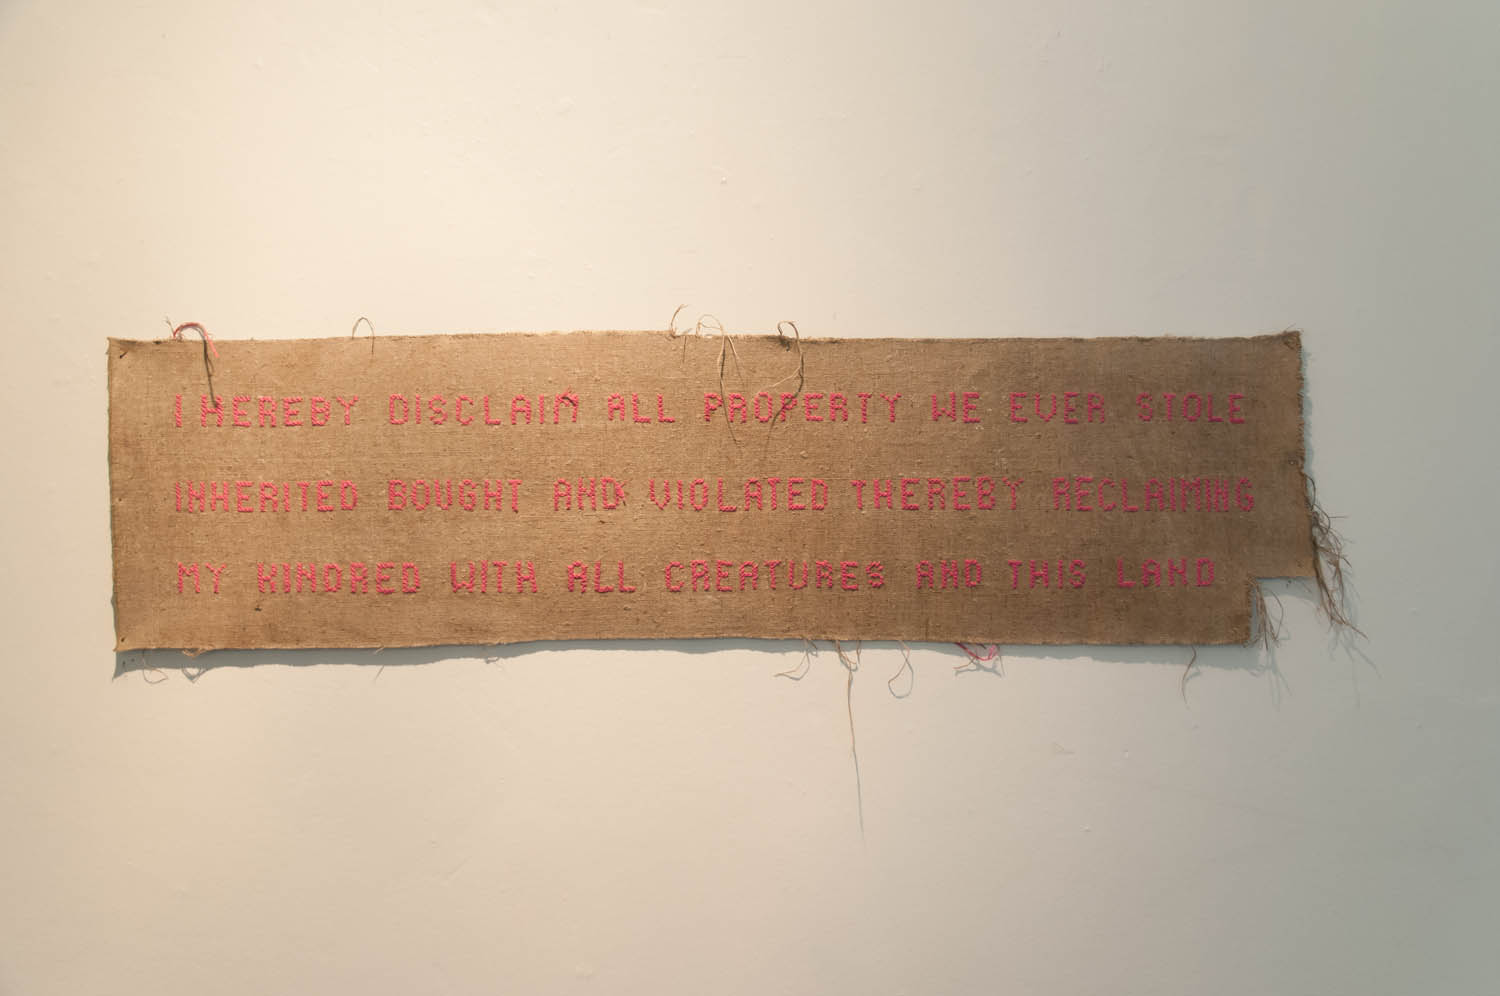 I HEREBY DISCLAIM ALL PROPERTY WE EVER STOLE
INHERITED BOUGHT AND VIOLATED THEREBY RECLAIMING
MY KINDRED WITH ALL CREATURES AND THIS LAND